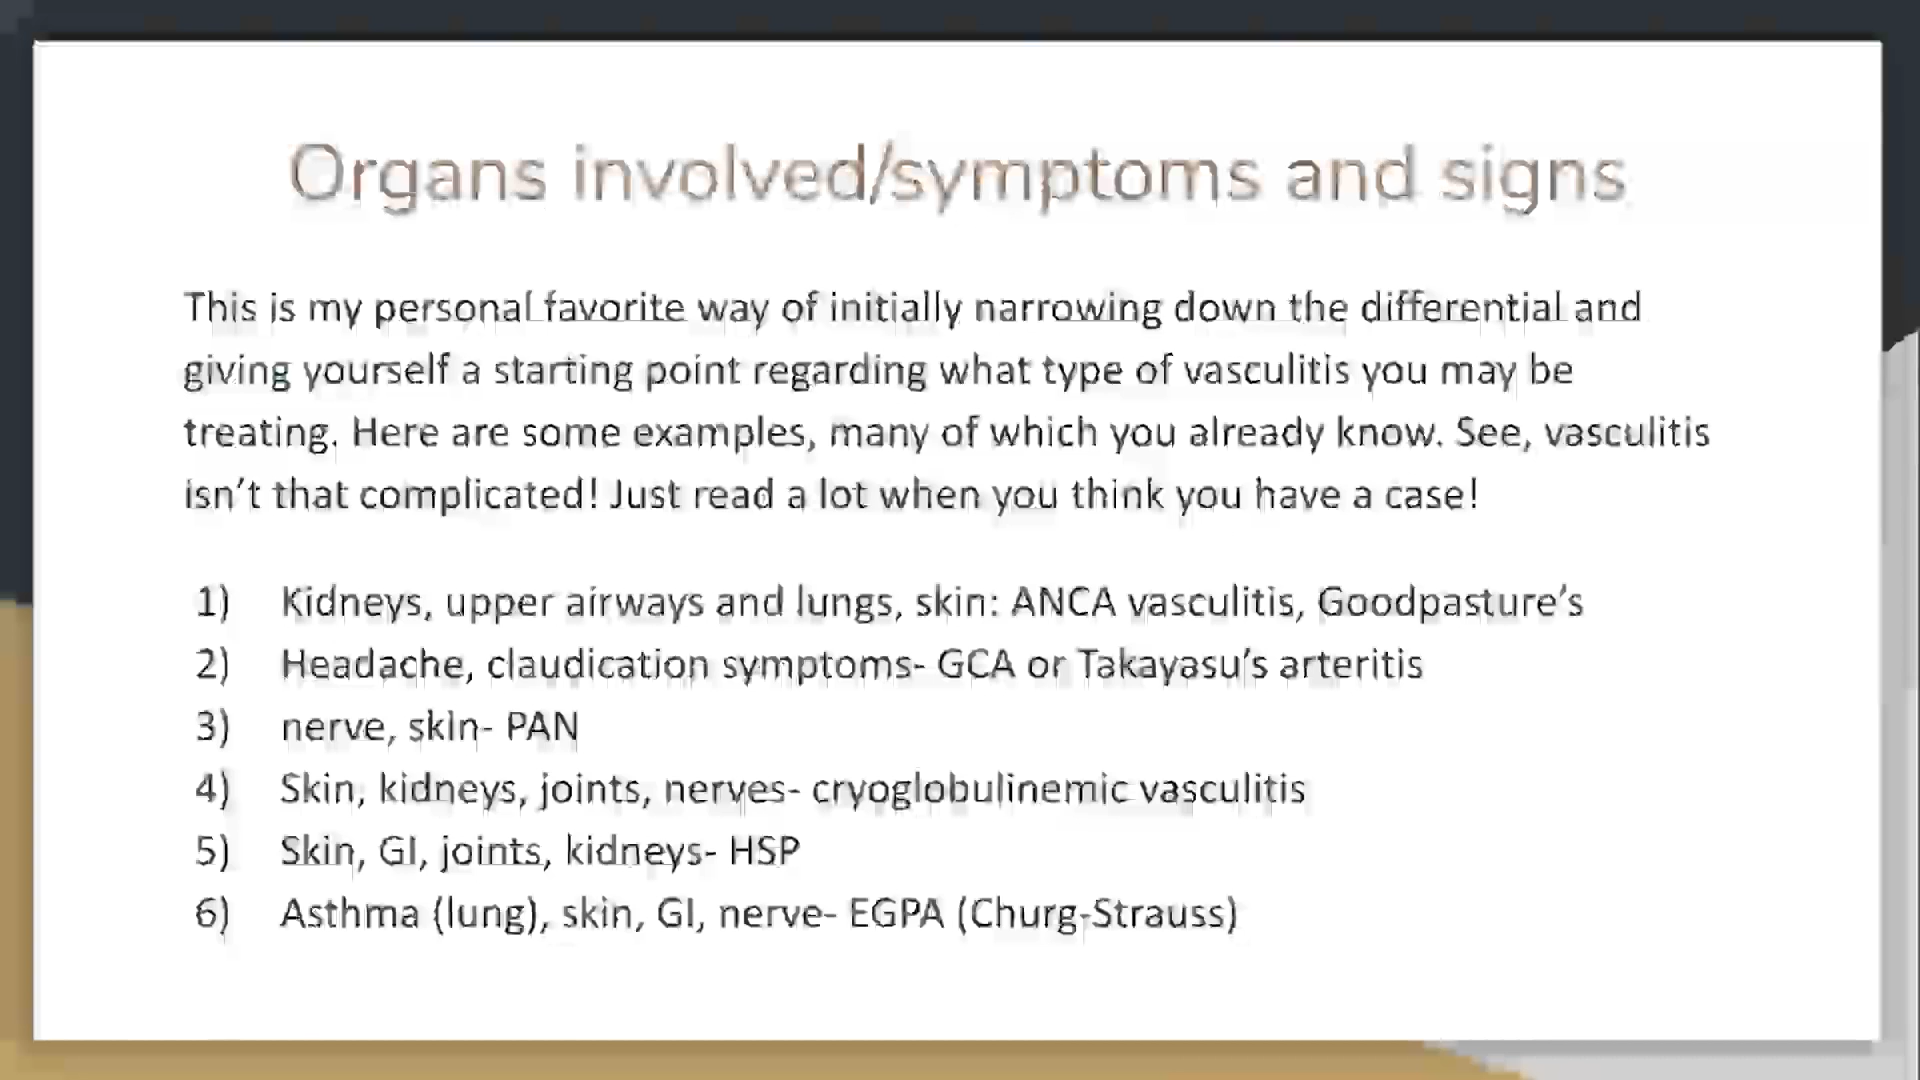 Organs involved/symptoms and signs
This is my personal favorite way of initially narrowing down the differential and
giving yourself a starting point regarding what type of vasculitis you may be
treating. Here are some examples, many of which you already know. See, vasculitis
isn’t that complicated! Just read a lot when you think you have a case!
1) Kidneys, upper airways and lungs, skin: ANCA vasculitis, Goodpasture’s
2) Headache, claudication symptoms- GCA or Takayasu’s arteritis
3) nerve, skin- PAN
4) Skin, kidneys, joints, nerves- cryoglobulinemic vasculitis
5) Skin, GI, joints, kidneys- HSP
6) Asthma (lung), skin, GI, nerve- EGPA (Churg-Strauss)